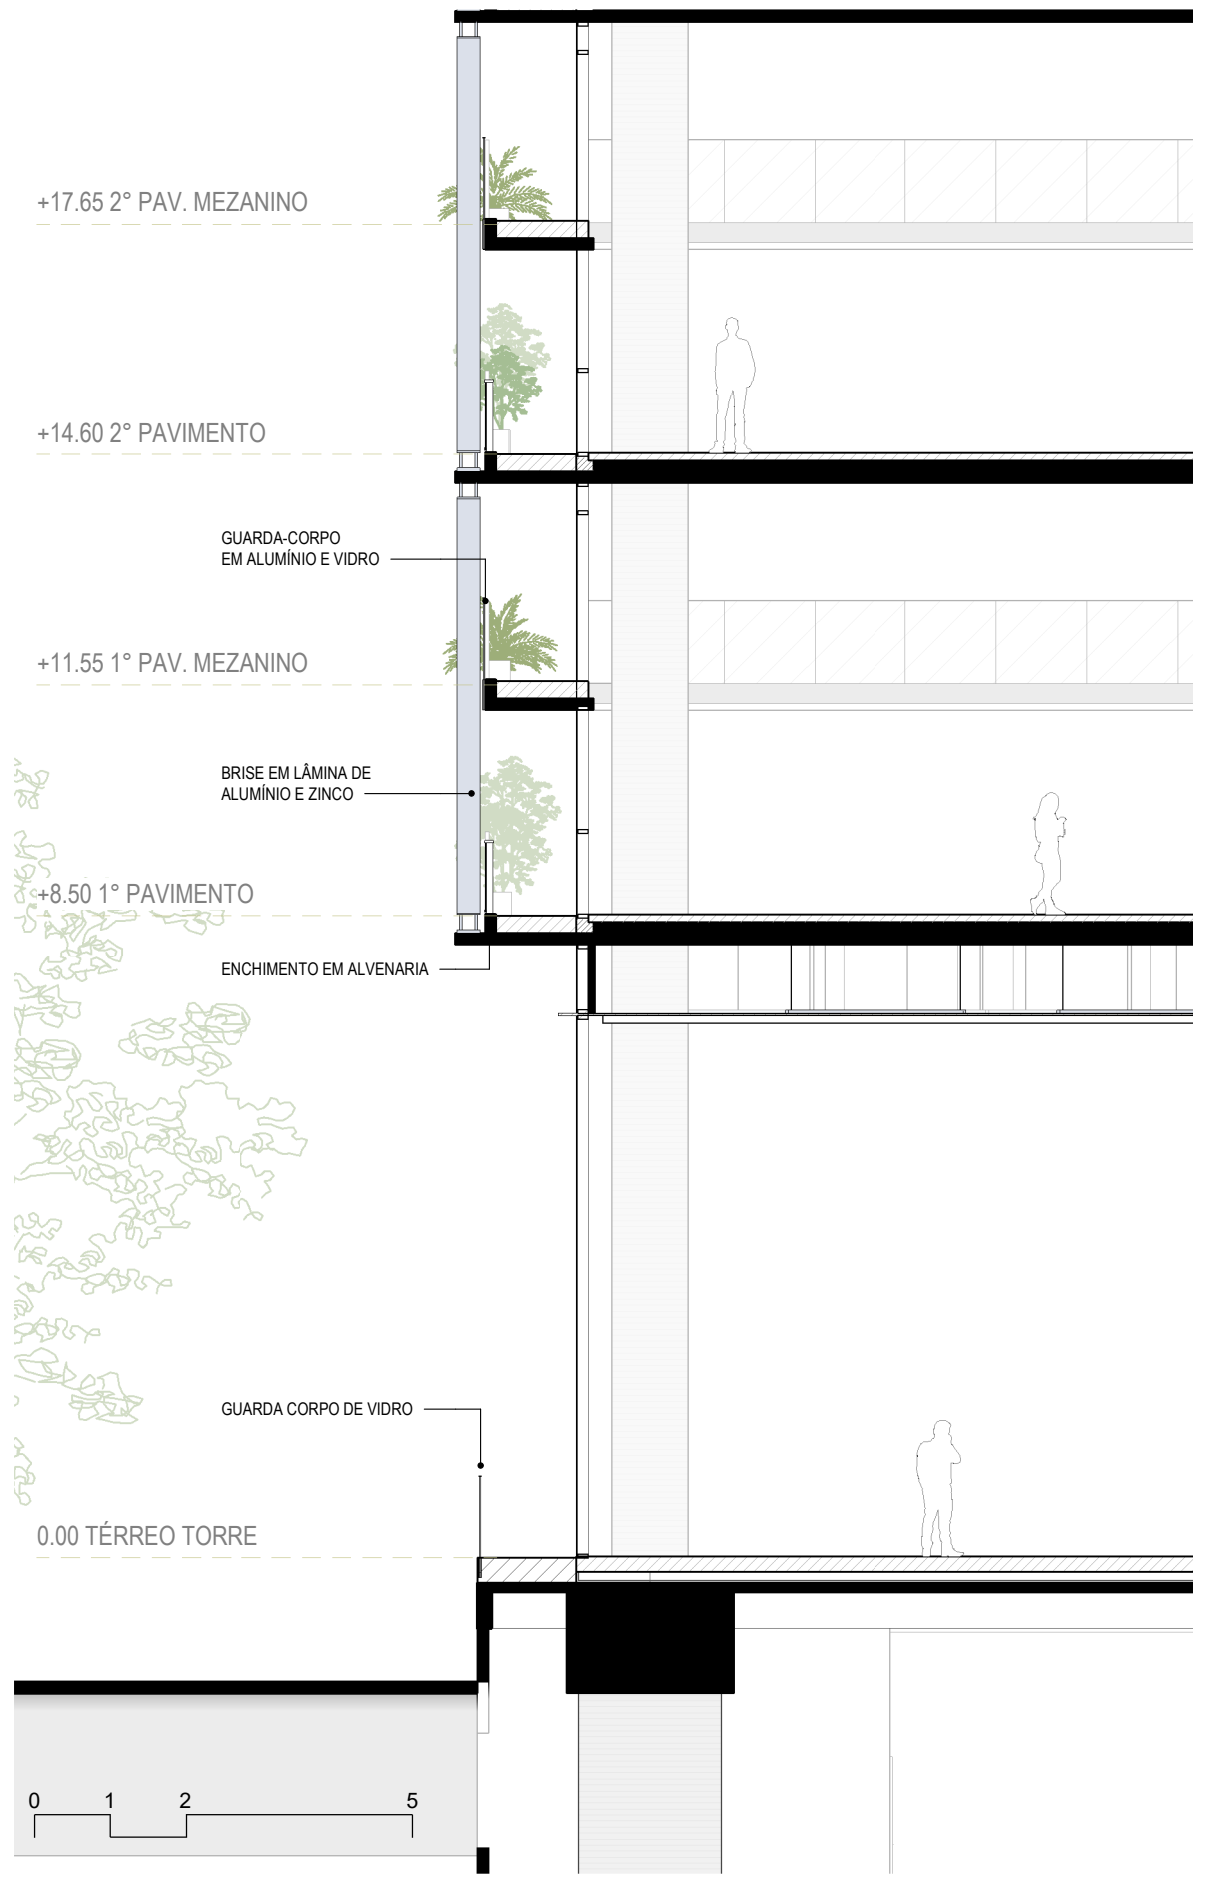 +17.65 2° PAV. MEZANINO
+14.60 2° PAVIMENTO
GUARDA-CORPO
EM ALUMÍNIO E VIDRO
+11.55 1° PAV. MEZANINO
BRISE EM LÂMINA DE
ALUMÍNIO E ZINCO
+8.50 1° PAVIMENTO
ENCHIMENTO EM ALVENARIA
GUARDA CORPO DE VIDRO
0.00 TÉRREO TORRE
0 1 2 5